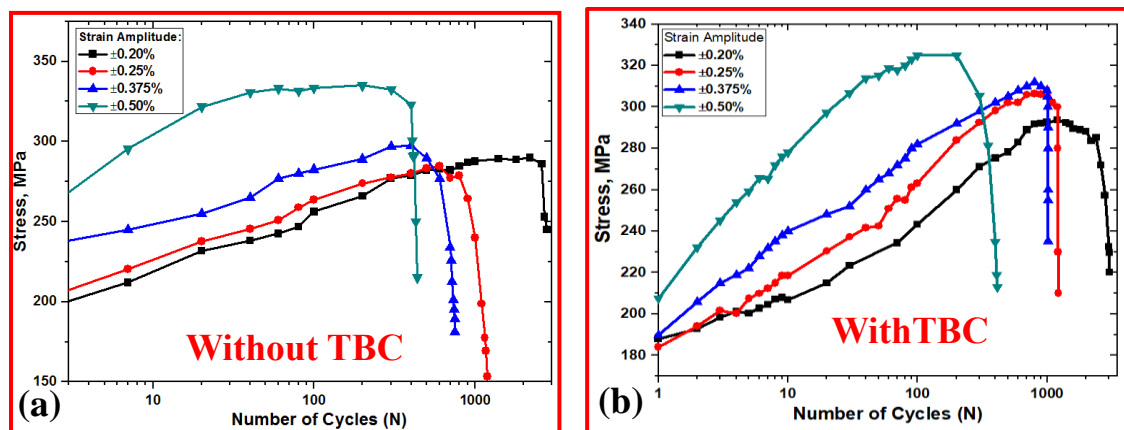 Strain Amplitude:
±0.20%
±0.25%
±0.375%
±0.50%
350
300
250
200
150
Stress, MPa
Without TBC
(a)
10
100
1000
Number of Cycles (N)
Strain Amplitude
±0.20%
±0.25%
±0.375%
±0.50%
340
320
300
280
260
240
220
200
180
Stress, MPa
WithTBC
(b)
1
10
100
1000
Number of Cycles (N)